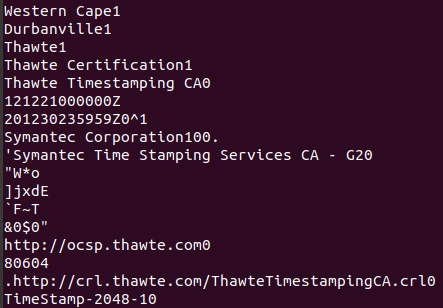 Western Cape1
Durbanville1
Thawte1
Thawte Certification1
Thawte Timestamping CA0
121221000000Z
201230235959Z0^1
Symantec Corporation100.
'Symantec Time Stamping Services CA - G20
"W*o
]jxdE
`F~T
&0$0"
http://ocsp.thawte.com0
80604
.http://crl.thawte.com/ThawteTimestampingCA.crl0
TimeStamp-2048-10